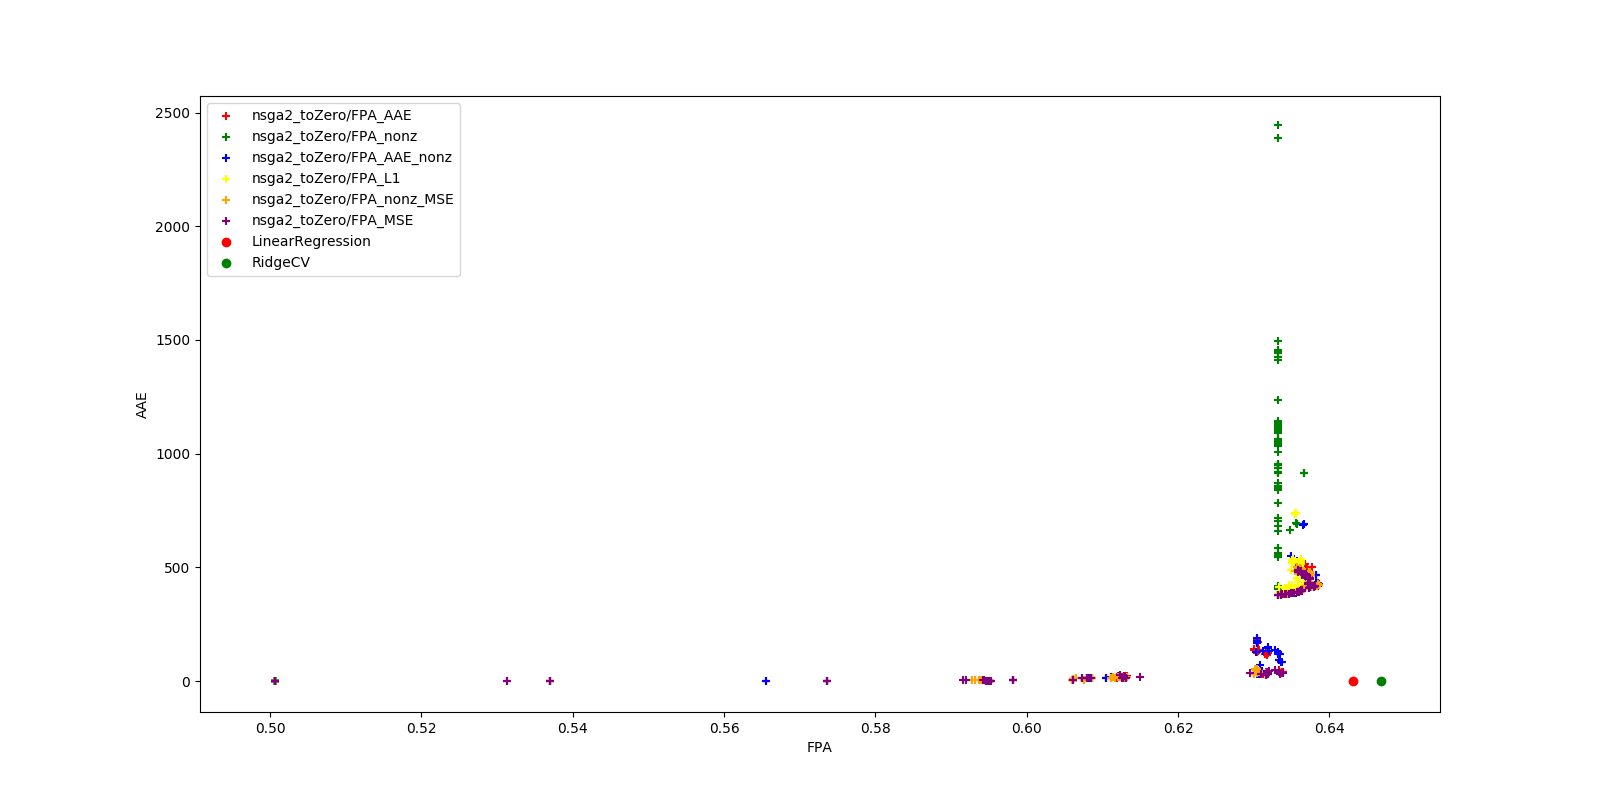 2500
2000
1500
1000
500
0
AAE
nsga2_toZero/FPA_AAE
nsga2_toZero/FPA_nonz
nsga2_toZero/FPA_AAE_nonz
nsga2_toZero/FPA_L1
nsga2_toZero/FPA_nonz_MSE
nsga2_toZero/FPA_MSE
LinearRegression
RidgeCV
0.50 0.52 0.54 0.56 0.58 0.60 0.62 0.64
FPA